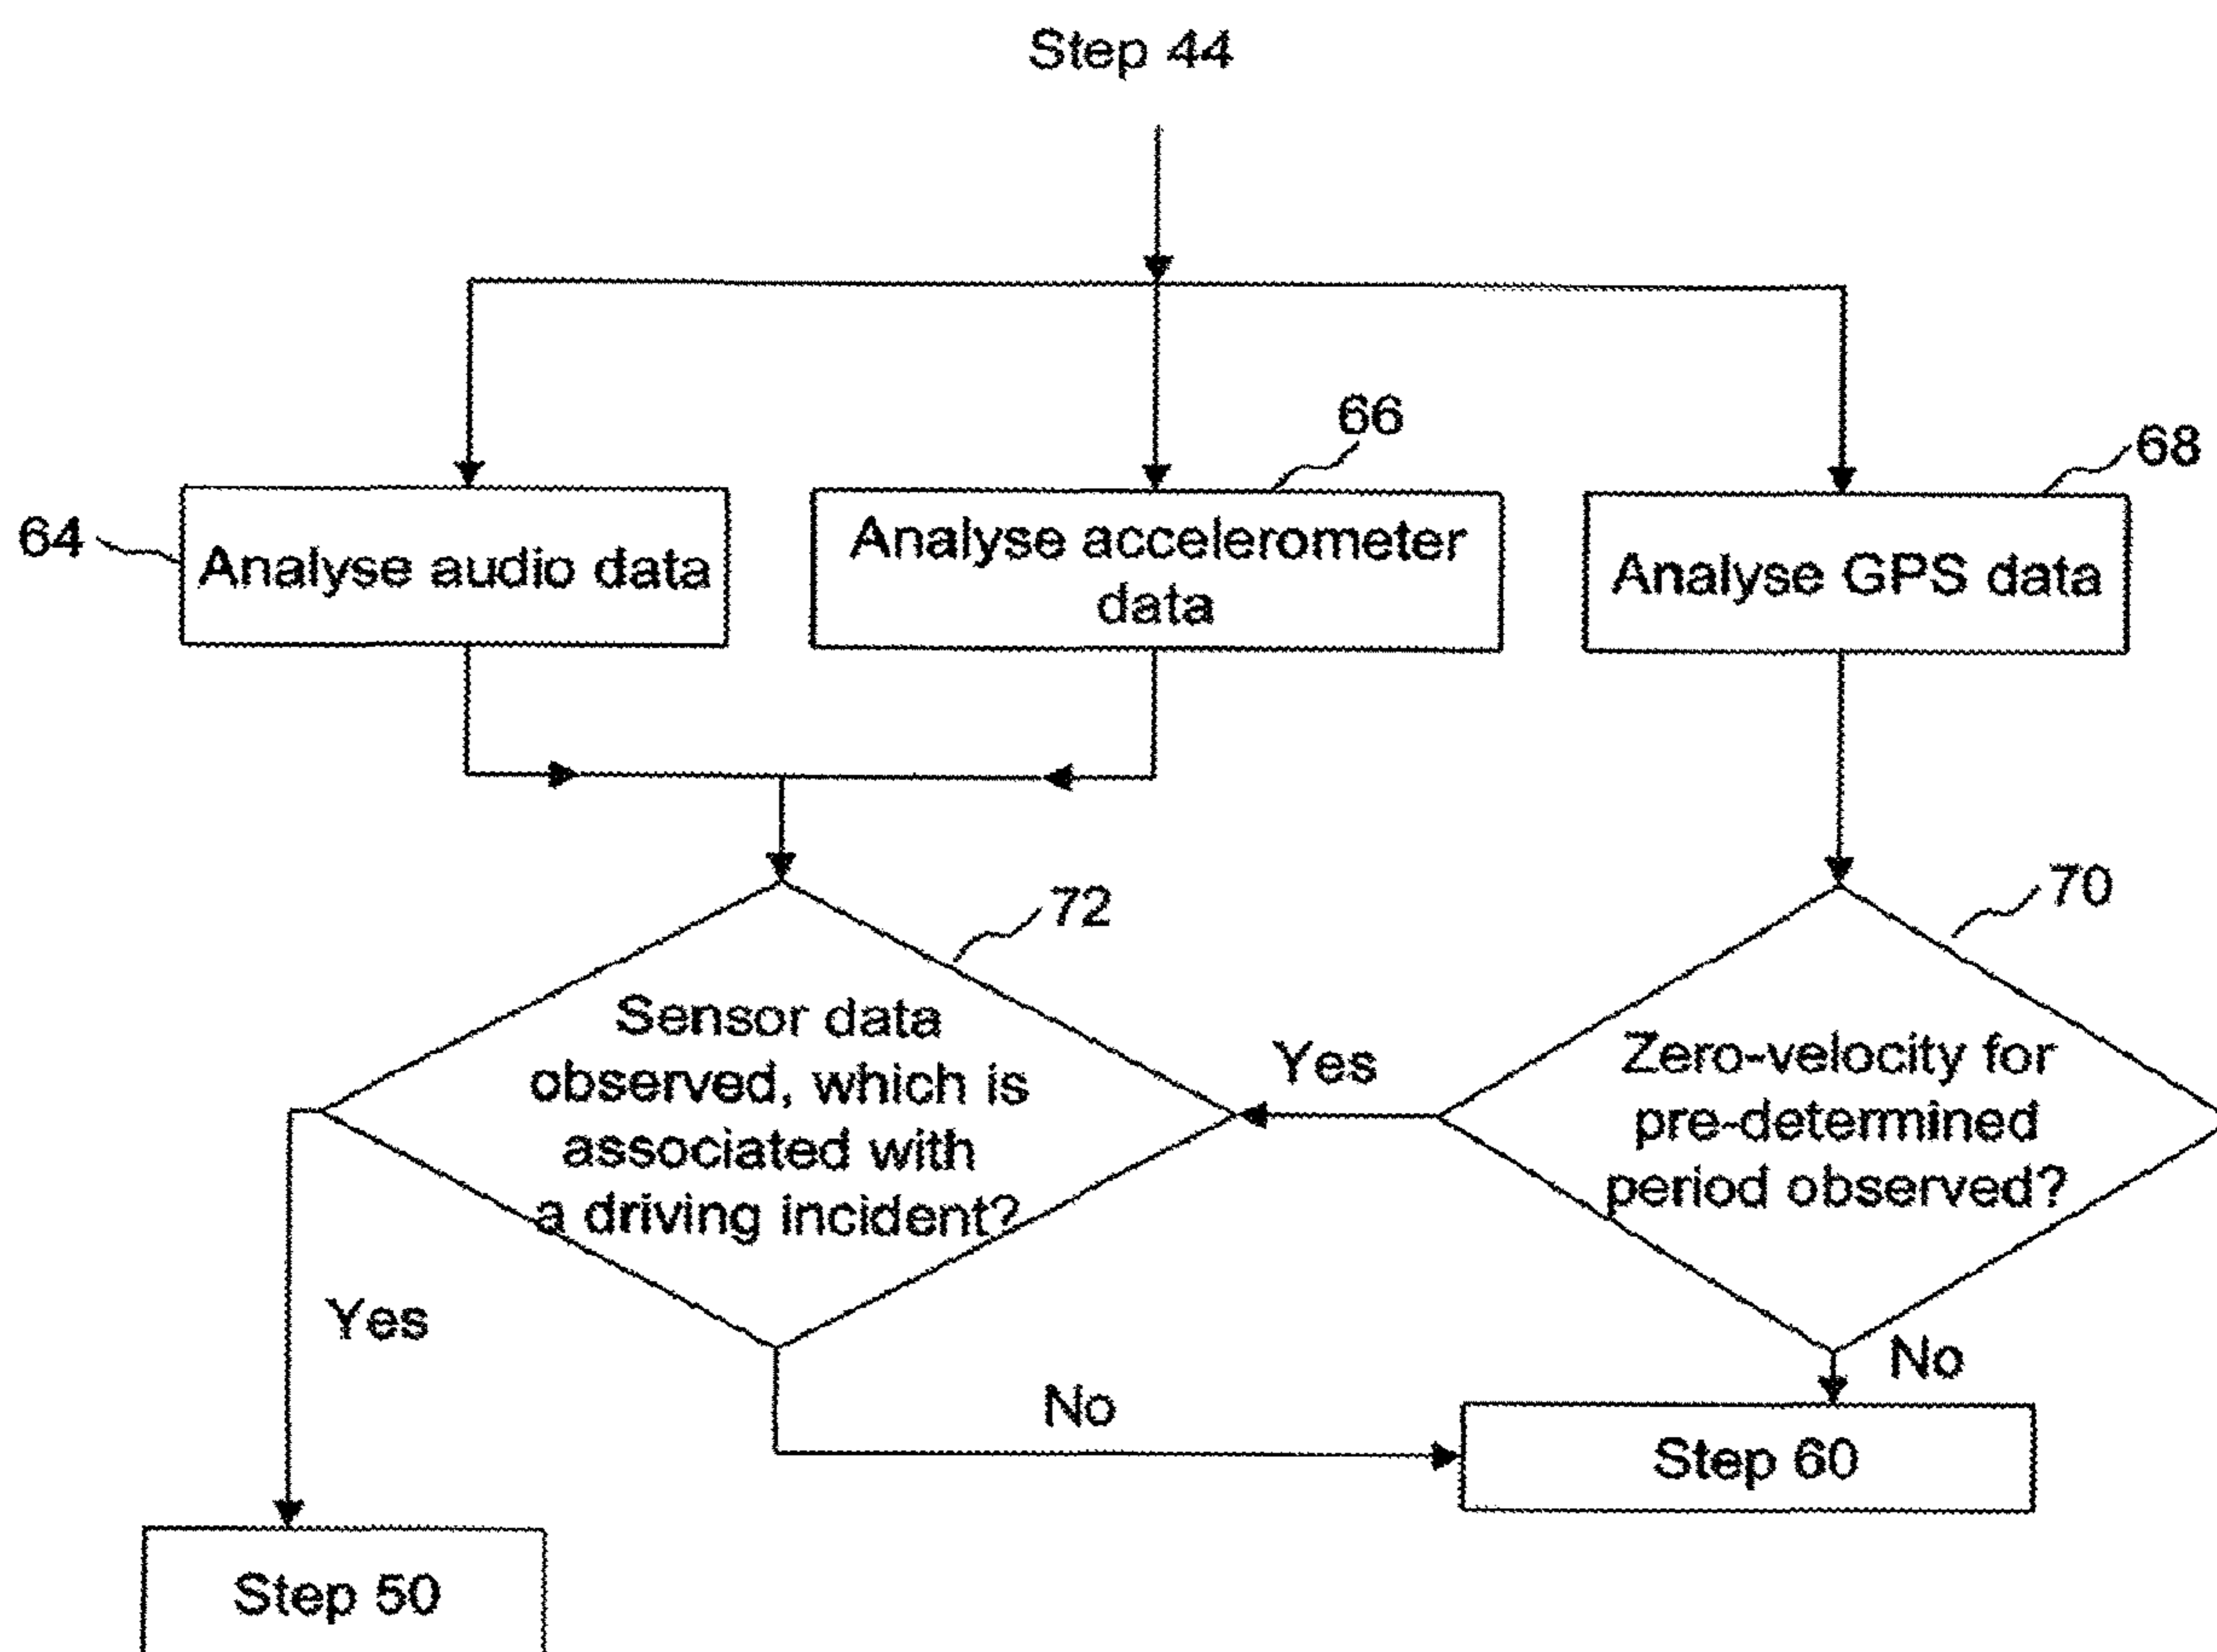 Step 44
66
68
64
Analyse audio data
Analyse accelerometer
data
Analyse GPS data
72
70
Sensor data
observed, which is
associated with
a driving incident?
Yes
Zero-velocity for
pre-determined
period observed?
Yes
No
No
Step 60
Step 50